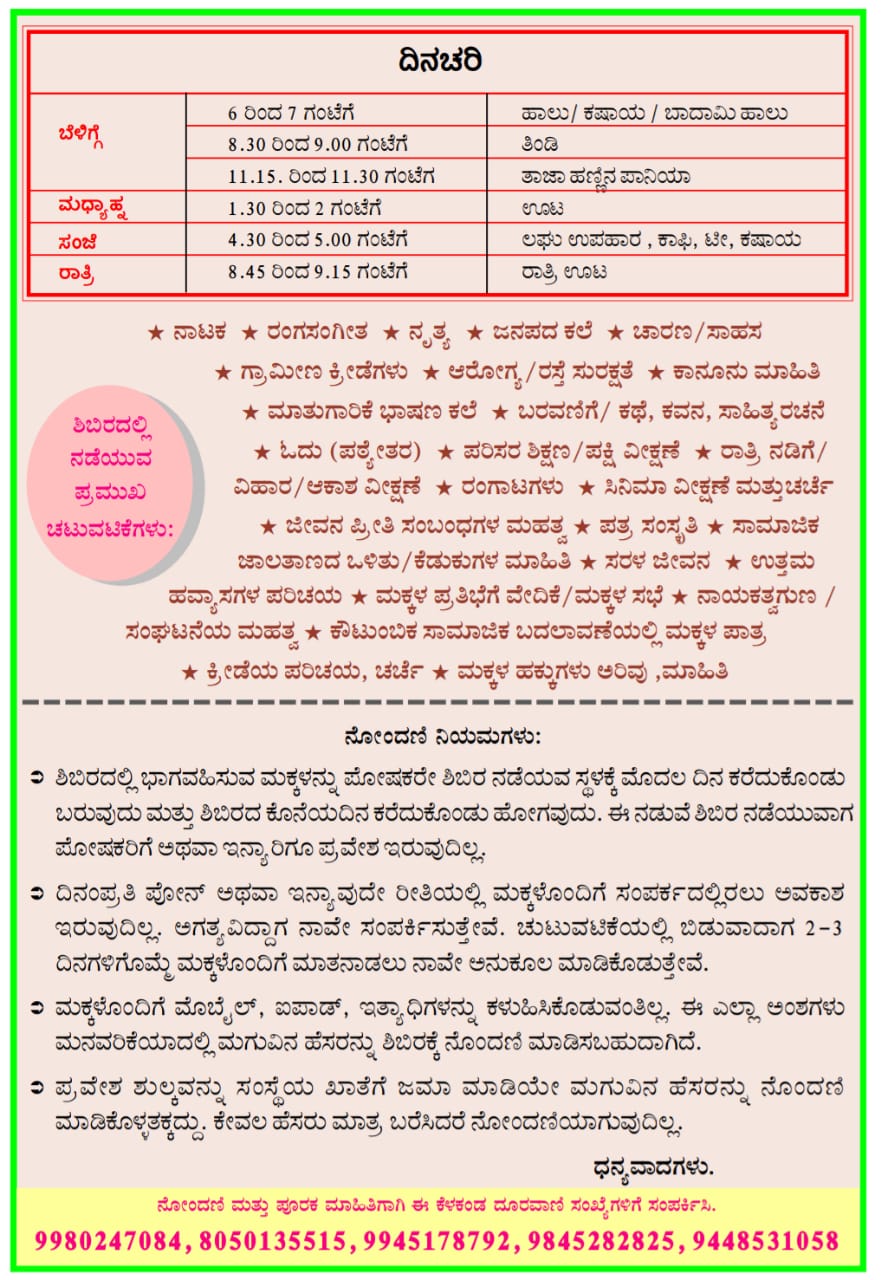 ದಿನಚರಿ
ಬೆಳಿಗ್ಗೆ
6 ರಿಂದ 7 ಗಂಟೆಗೆ ಹಾಲು/ ಕಷಾಯ / ಬಾದಾಮಿ ಹಾಲು
8.30 ರಿಂದ 9.00 ಗಂಟೆಗೆ ತಿಂಡಿ
11.15. ರಿಂದ 11.30 ಗಂಟೆಗ ತಾಜಾ ಹಣ್ಣಿನ ಪಾನಿಯಾ
ಮಧ್ಯಾಹ್ನ 1.30 ರಿಂದ 2 ಗಂಟೆಗೆ ಊಟ
ಸಂಜೆ 4.30 ರಿಂದ 5.00 ಗಂಟೆಗೆ ಲಘು ಉಪಹಾರ , ಕಾಫಿ, ಟೀ, ಕಷಾಯ
ರಾತ್ರಿ 8.45 ರಿಂದ 9.15 ಗಂಟೆಗೆ ರಾತ್ರಿ ಊಟ
ಶಿಬಿರದಲ್ಲಿ
ನಡೆಯುವ
ಪ್ರಮುಖ
ಚಟುವಟಿಕೆಗಳು:
★ ನಾಟಕ ★ ರಂಗಸಂಗೀತ ★ ನೃತ್ಯ ★ ಜನಪದ ಕಲೆ ★ ಚಾರಣ/ಸಾಹಸ
★ ಗ್ರಾಮೀಣ ಕ್ರೀಡೆಗಳು ★ ಆರೋಗ್ಯ/ರಸ್ತೆ ಸುರಕ್ಷತೆ ★ ಕಾನೂನು ಮಾಹಿತಿ
★ ಮಾತುಗಾರಿಕೆ ಭಾಷಣ ಕಲೆ ★ ಬರವಣಿಗೆ/ ಕಥೆ, ಕವನ, ಸಾಹಿತ್ಯರಚನೆ
★ ಓದು (ಪಠ್ಯೇತರ) ★ ಪರಿಸರ ಶಿಕ್ಷಣ/ಪಕ್ಷಿ ವೀಕ್ಷಣೆ ★ ರಾತ್ರಿ ನಡಿಗೆ/
ವಿಹಾರ/ಆಕಾಶ ವೀಕ್ಷಣೆ ★ ರಂಗಾಟಗಳು ★ ಸಿನಿಮಾ ವೀಕ್ಷಣೆ ಮತ್ತುಚರ್ಚೆ
★ ಜೀವನ ಪ್ರೀತಿ ಸಂಬಂಧಗಳ ಮಹತ್ವ ★ ಪತ್ರ ಸಂಸ್ಕೃತಿ ★ ಸಾಮಾಜಿಕ
ಜಾಲತಾಣದ ಒಳಿತು/ಕೆಡುಕುಗಳ ಮಾಹಿತಿ ★ ಸರಳ ಜೀವನ ★ ಉತ್ತಮ
ಹವ್ಯಾಸಗಳ ಪರಿಚಯ ★ ಮಕ್ಕಳ ಪ್ರತಿಭೆಗೆ ವೇದಿಕೆ/ಮಕ್ಕಳ ಸಭೆ ★ ನಾಯಕತ್ವಗುಣ /
ಸಂಘಟನೆಯ ಮಹತ್ವ ★ ಕೌಟುಂಬಿಕ ಸಾಮಾಜಿಕ ಬದಲಾವಣೆಯಲ್ಲಿ ಮಕ್ಕಳ ಪಾತ್ರ
★ ಕ್ರೀಡೆಯ ಪರಿಚಯ, ಚರ್ಚೆ ★ ಮಕ್ಕಳ ಹಕ್ಕುಗಳು ಅರಿವು ,ಮಾಹಿತಿ
ನೋಂದಣಿ ನಿಯಮಗಳು:
➲ ಶಿಬಿರದಲ್ಲಿ ಭಾಗವಹಿಸುವ ಮಕ್ಕಳನ್ನು ಪೋಷಕರೇ ಶಿಬಿರ ನಡೆಯುವ ಸ್ಥಳಕ್ಕೆ ಮೊದಲ ದಿನ ಕರೆದುಕೊಂಡು
ಬರುವುದು ಮತ್ತು ಶಿಬಿರದ ಕೊನೆಯದಿನ ಕರೆದುಕೊಂಡು ಹೋಗವುದು. ಈ ನಡುವೆ ಶಿಬಿರ ನಡೆಯುವಾಗ
ಪೋಷಕರಿಗೆ ಅಥವಾ ಇನ್ಯಾರಿಗೂ ಪ್ರವೇಶ ಇರುವುದಿಲ್ಲ.
➲ ದಿನಂಪ್ರತಿ ಪೋನ್ ಅಥವಾ ಇನ್ಯಾವುದೇ ರೀತಿಯಲ್ಲಿ ಮಕ್ಕಳೊಂದಿಗೆ ಸಂಪರ್ಕದಲ್ಲಿರಲು ಅವಕಾಶ
ಇರುವುದಿಲ್ಲ. ಅಗತ್ಯವಿದ್ದಾಗ ನಾವೇ ಸಂಪರ್ಕಿಸುತ್ತೇವೆ. ಚುಟುವಟಿಕೆಯಲ್ಲಿ ಬಿಡುವಾದಾಗ 2-3
ದಿನಗಳಿಗೊಮ್ಮೆ ಮಕ್ಕಳೊಂದಿಗೆ ಮಾತನಾಡಲು ನಾವೇ ಅನುಕೂಲ ಮಾಡಿಕೊಡುತ್ತೇವೆ.
➲ ಮಕ್ಕಳೊಂದಿಗೆ ಮೊಬೈಲ್, ಐಪಾಡ್, ಇತ್ಯಾಧಿಗಳನ್ನು ಕಳುಹಿಸಿಕೊಡುವಂತಿಲ್ಲ. ಈ ಎಲ್ಲಾ ಅಂಶಗಳು
ಮನವರಿಕೆಯಾದಲ್ಲಿ ಮಗುವಿನ ಹೆಸರನ್ನು ಶಿಬಿರಕ್ಕೆ ನೊಂದಣಿ ಮಾಡಿಸಬಹುದಾಗಿದೆ.
➲ ಪ್ರವೇಶ ಶುಲ್ಕವನ್ನು ಸಂಸ್ಥೆಯ ಖಾತೆಗೆ ಜಮಾ ಮಾಡಿಯೇ ಮಗುವಿನ ಹೆಸರನ್ನು ನೊಂದಣಿ
ಮಾಡಿಕೊಳ್ಳತಕ್ಕದ್ದು. ಕೇವಲ ಹೆಸರು ಮಾತ್ರ ಬರೆಸಿದರೆ ನೋಂದಣಿಯಾಗುವುದಿಲ್ಲ.
ಧನ್ಯವಾದಗಳು.
ನೋಂದಣಿ ಮತ್ತು ಪೂರಕ ಮಾಹಿತಿಗಾಗಿ ಈ ಕೆಳಕಂಡ ದೂರವಾಣಿ ಸಂಖ್ಯೆಗಳಿಗೆ ಸಂಪರ್ಕಿಸಿ.
9980247084, 8050135515, 9945178792, 9845282825, 9448531058